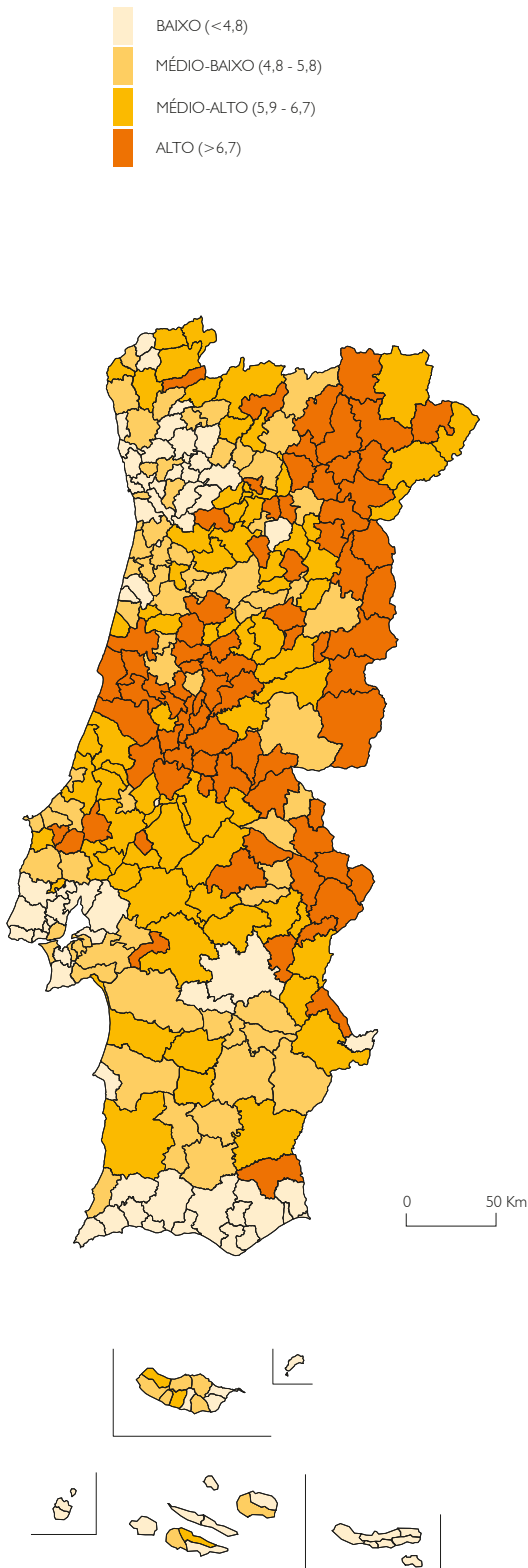 BAIXO (<4,8)
MÉDIO-BAIXO (4,8 - 5,8)
MÉDIO-ALTO (5,9 - 6,7)
ALTO (>6,7)
0 50 Km